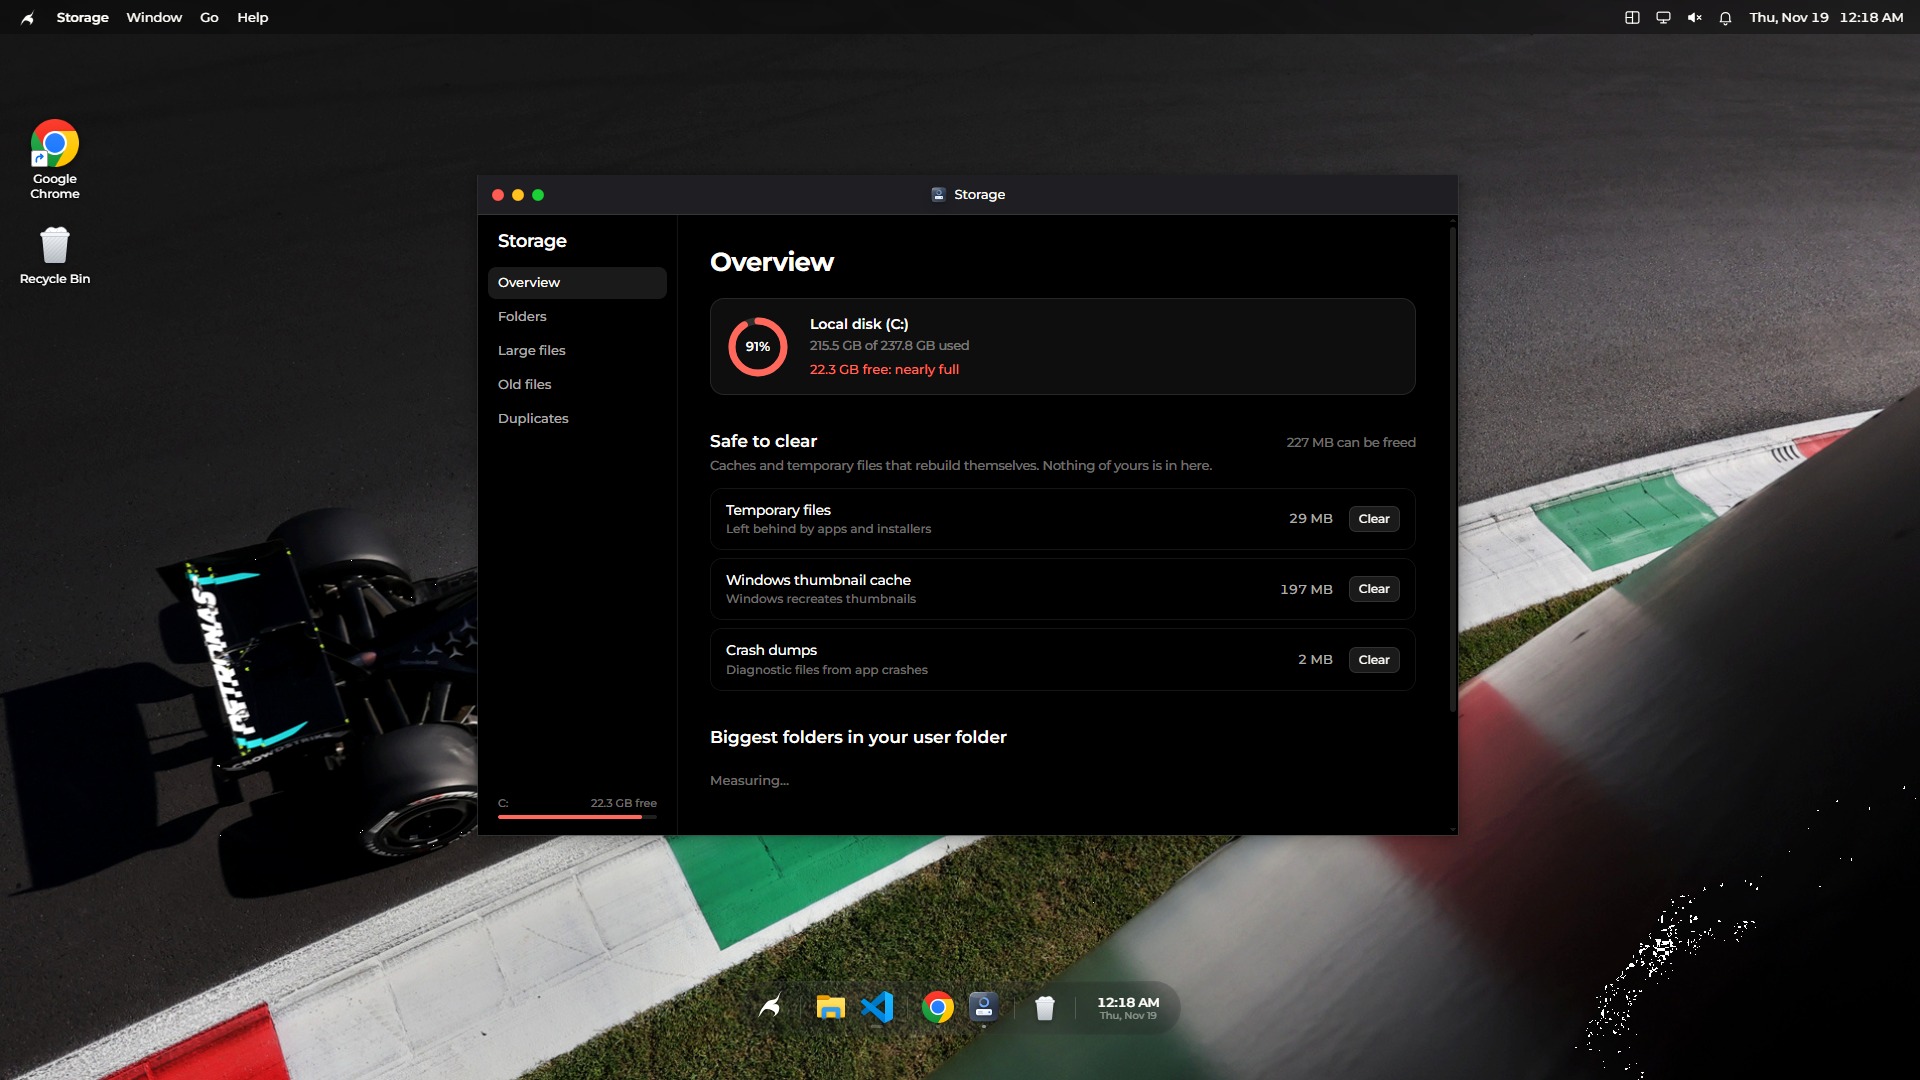 Storage Window Go Help
Thu, Nov 19 12:18 AM
Google
Chrome
Recycle Bin
Storage
Storage
Overview
Folders
Large files
Old files
Duplicates
C: 22.3 GB free
Overview
91%
Local disk (C:)
215.5 GB of 237.8 GB used
22.3 GB free: nearly full
Safe to clear
227 MB can be freed
Caches and temporary files that rebuild themselves. Nothing of yours is in here.
Temporary files
Left behind by apps and installers
29 MB Clear
Windows thumbnail cache
Windows recreates thumbnails
197 MB Clear
Crash dumps
Diagnostic files from app crashes
2 MB Clear
Biggest folders in your user folder
Measuring...
PETRONAS
CROWDSTRIKE
12:18 AM
Thu, Nov 19